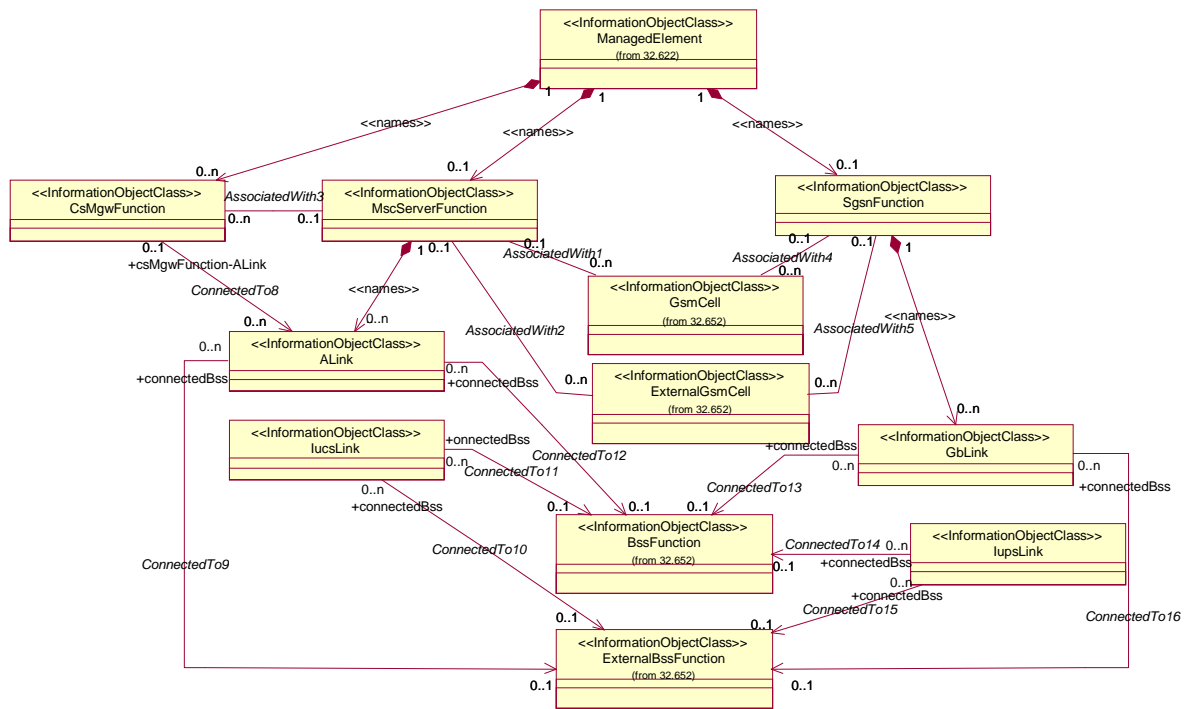 <<InformationObjectClass>>
ManagedElement
(from 32.622)
1
1
1
<<names>>
<<names>>
<<names>>
0..n
0..1
0..1
<<InformationObjectClass>>
CsMgwFunction
AssociatedWith3
0..n
0..1
<<InformationObjectClass>>
MscServerFunction
<<InformationObjectClass>>
SgsnFunction
0..1
+csMgwFunction-ALink
ConnectedTo8
0..n
1
<<names>>
0..n
0..1
AssociatedWith2
0..n
0..1
AssociatedWith1
0..n
0..1
AssociatedWith4
0..n
0..1
AssociatedWith5
0..n
1
<<names>>
0..n
<<InformationObjectClass>>
GsmCell
(from 32.652)
<<InformationObjectClass>>
ALink
<<InformationObjectClass>>
ExternalGsmCell
(from 32.652)
0..n
+connectedBss
0..n
+connectedBss
<<InformationObjectClass>>
IucsLink
+onnectedBss
0..n
ConnectedTo11
ConnectedTo12
0..n
+connectedBss
ConnectedTo10
<<InformationObjectClass>>
GbLink
+connectedBss
0..n
ConnectedTo13
0..n
+connectedBss
0..1
0..1
0..1
<<InformationObjectClass>>
BssFunction
(from 32.652)
ConnectedTo14
0..n
+connectedBss
0..1
<<InformationObjectClass>>
IupsLink
0..n
+connectedBss
ConnectedTo15
ConnectedTo9
ConnectedTo16
0..1
0..1
<<InformationObjectClass>>
ExternalBssFunction
(from 32.652)
0..1
0..1